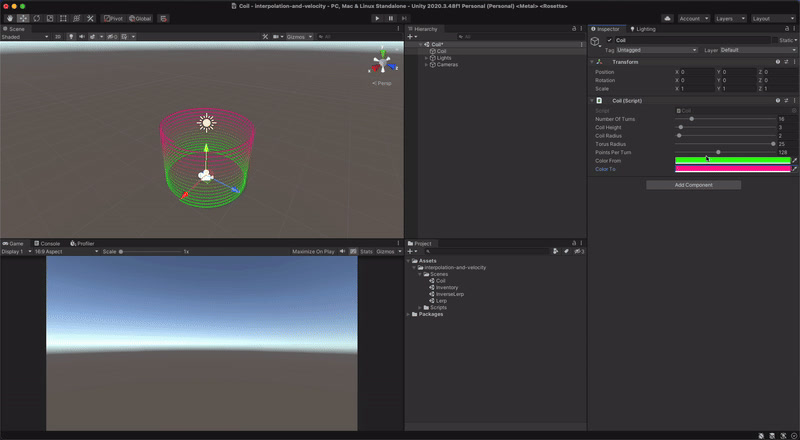 Coil - interpolation-and-velocity - PC, Mac & Linux Standalone - Unity 2020.3.48f1 Personal (Personal) <Metal> <Rosetta>
Pivot Global Account Layers Layout
Scene
Shaded 2D Gizmos All
Persp
Hierarchy
All
Coil*
Coil
Lights
Cameras
Inspector Lighting
Coil Static
Tag Untagged Layer Default
Transform
Position X 0 Y 0 Z 0
Rotation X 0 Y 0 Z 0
Scale X 1 Y 1 Z 1
Coil (Script)
Script Coil
Number Of Turns 16
Coil Height 3
Coil Radius 2
Torus Radius 25
Points Per Turn 128
Color From
Color To
Add Component
Game Console Profiler
Display 1 16:9 Aspect Scale 1x Maximize On Play Stats Gizmos
Project
Assets
interpolation-and-velocity
Scenes
Coil
Inventory
InverseLerp
Lerp
Scripts
Packages